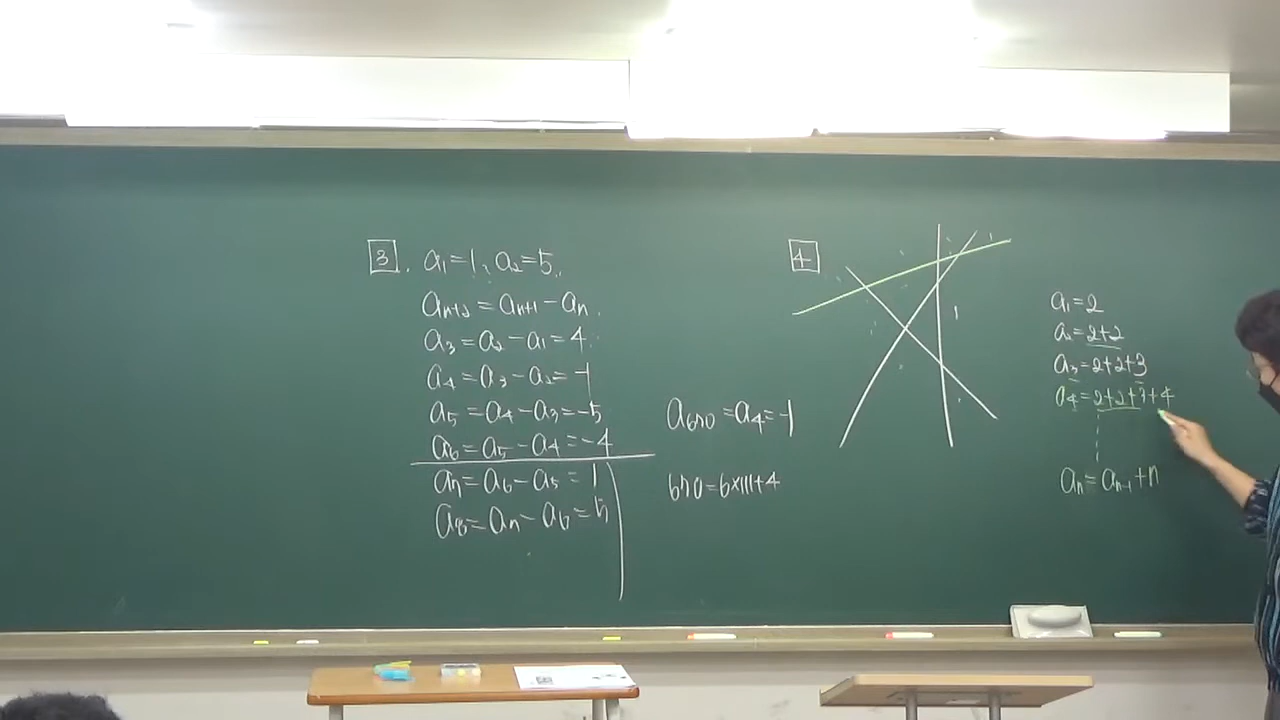 3. a₁=1, a₂=5.
aₙ₊₂=aₙ₊₁-aₙ.
a₃=a₂-a₁=4
a₄=a₃-a₂=-1
a₅=a₄-a₃=-5
a₆=a₅-a₄=-4
a₇=a₆-a₅=1
a₈=a₇-a₆=5
a₆₇₀=a₄=-1
670=6×111+4
4.
a₁=2
a₂=2+2
a₃=2+2+3
a₄=2+2+3+4
aₙ=aₙ₋₁+n